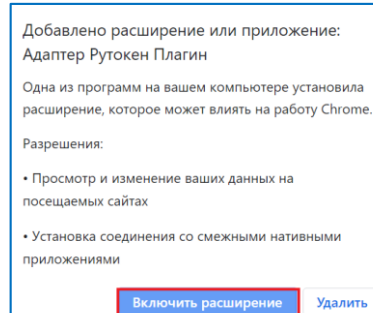 Добавлено расширение или приложение:
Адаптер Рутокен Плагин
Одна из программ на вашем компьютере установила
расширение, которое может влиять на работу Chrome.
Разрешения:
• Просмотр и изменение ваших данных на
посещаемых сайтах
• Установка соединения со смежными нативными
приложениями
Включить расширение Удалить